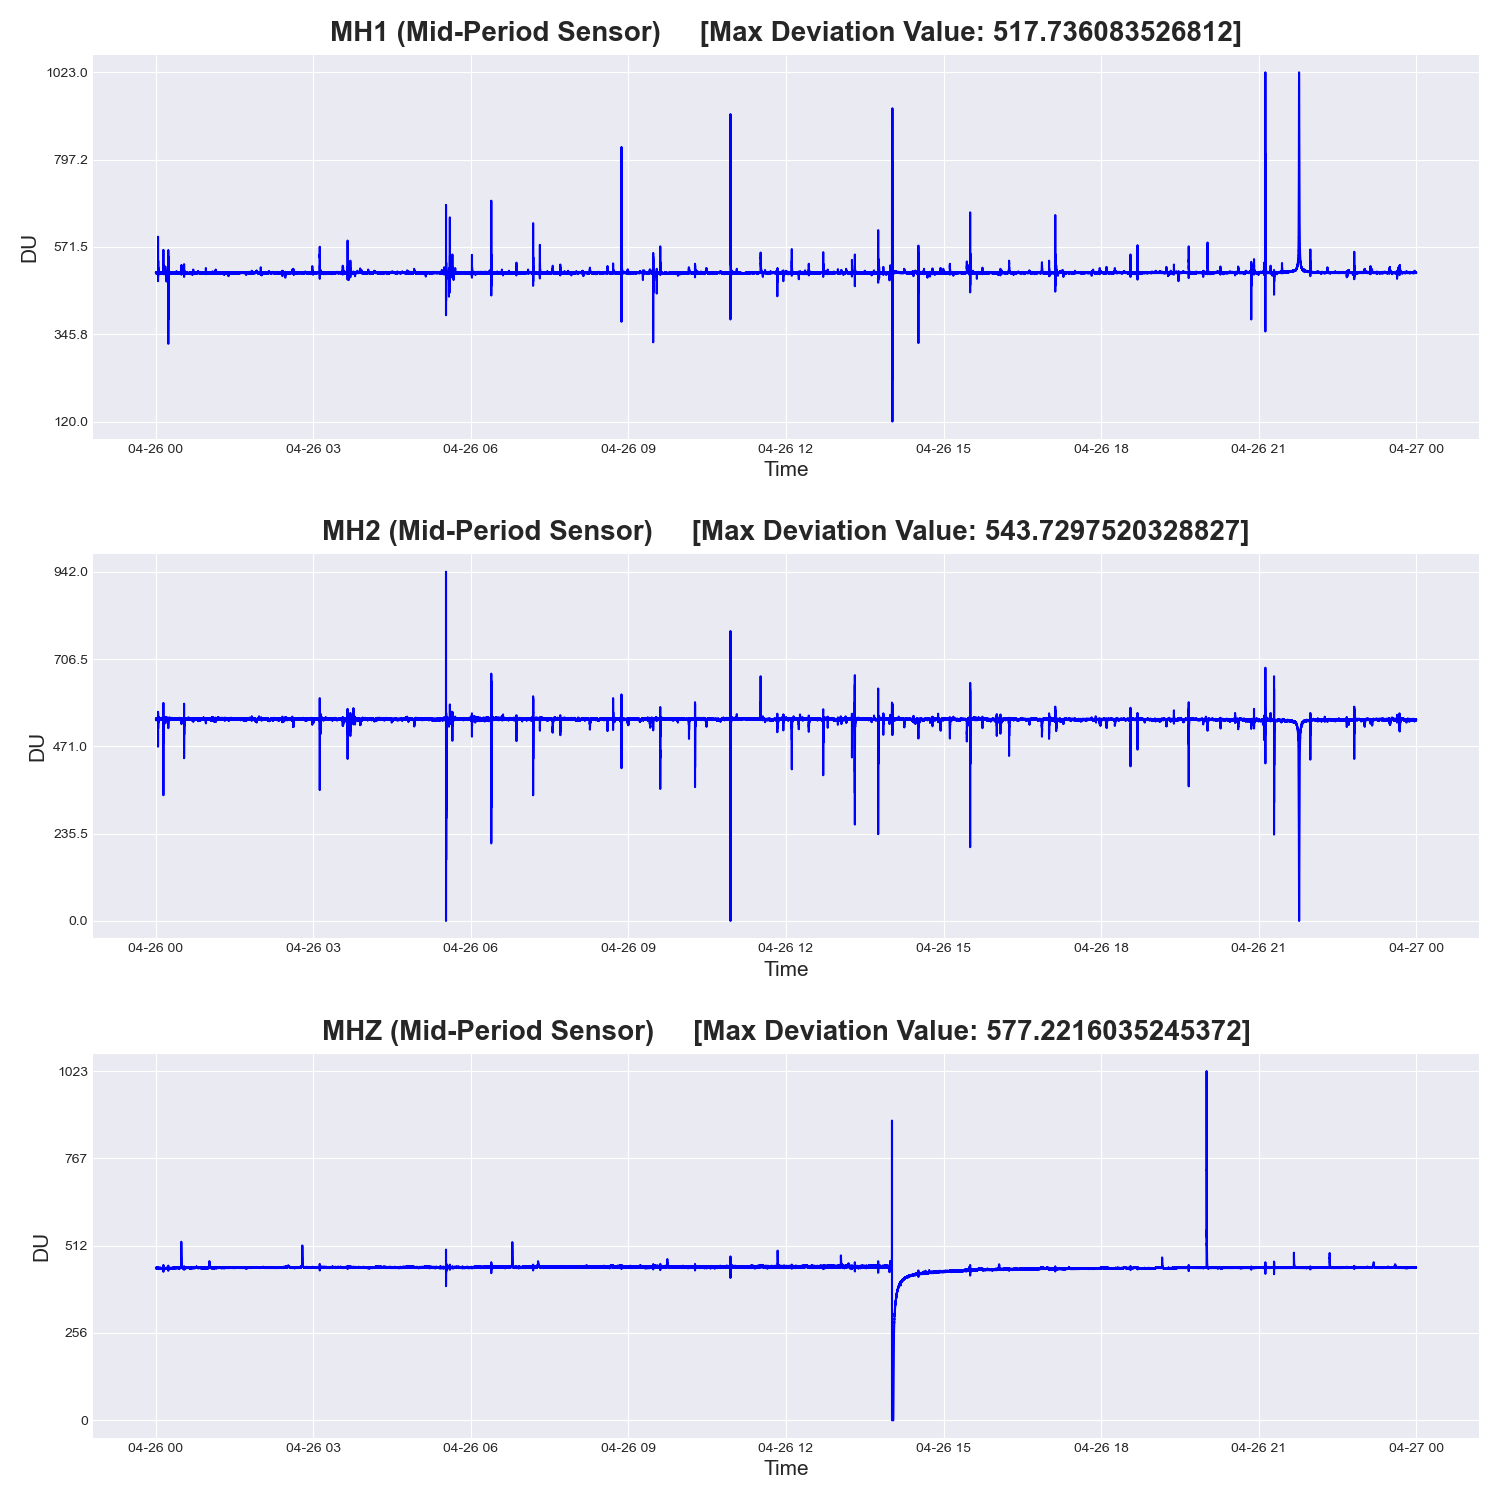 MH1 (Mid-Period Sensor) [Max Deviation Value: 517.736083526812]
1023.0
797.2
571.5
345.8
120.0
DU
04-26 00 04-26 03 04-26 06 04-26 09 04-26 12 04-26 15 04-26 18 04-26 21 04-27 00
Time
MH2 (Mid-Period Sensor) [Max Deviation Value: 543.7297520328827]
942.0
706.5
471.0
235.5
0.0
DU
04-26 00 04-26 03 04-26 06 04-26 09 04-26 12 04-26 15 04-26 18 04-26 21 04-27 00
Time
MHZ (Mid-Period Sensor) [Max Deviation Value: 577.2216035245372]
1023
767
512
256
0
DU
04-26 00 04-26 03 04-26 06 04-26 09 04-26 12 04-26 15 04-26 18 04-26 21 04-27 00
Time